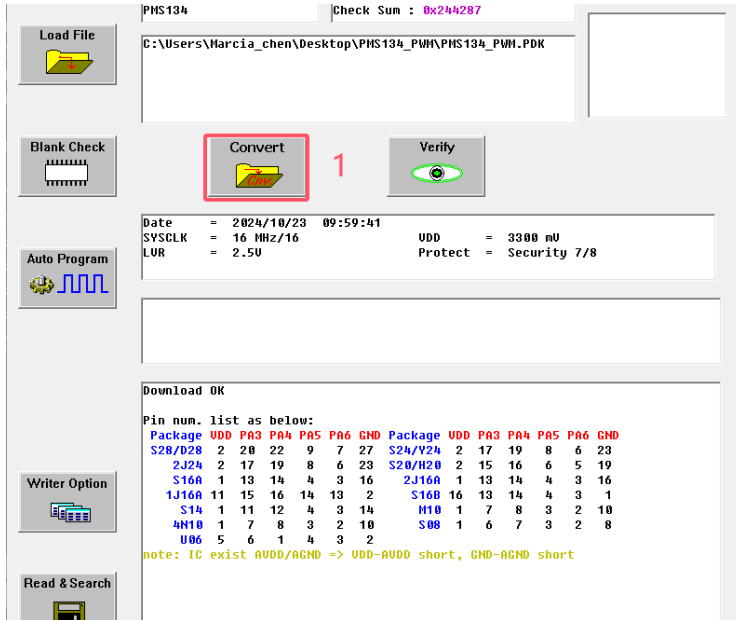 PMS134 Check Sum : 0x244287
Load File
C:\Users\Marcia_chen\Desktop\PMS134_PWM\PMS134_PWM.PDK
Blank Check
Convert
Cnv.
1
Verify
Date = 2024/10/23 09:59:41
SYSCLK = 16 MHz/16 VDD = 3300 mV
LVR = 2.5V Protect = Security 7/8
Auto Program
Download OK
Pin num. list as below:
Package VDD PA3 PA4 PA5 PA6 GND Package VDD PA3 PA4 PA5 PA6 GND
S28/D28 2 20 22 9 7 27 S24/Y24 2 17 19 8 6 23
2J24 2 17 19 8 6 23 S20/H20 2 15 16 6 5 19
S16A 1 13 14 4 3 16 2J16A 1 13 14 4 3 16
1J16A 11 15 16 14 13 2 S16B 16 13 14 4 3 1
S14 1 11 12 4 3 14 M10 1 7 8 3 2 10
4N10 1 7 8 3 2 10 S08 1 6 7 3 2 8
U06 5 6 1 4 3 2
note: IC exist AVDD/AGND => VDD-AVDD short, GND-AGND short
Writer Option
Read & Search